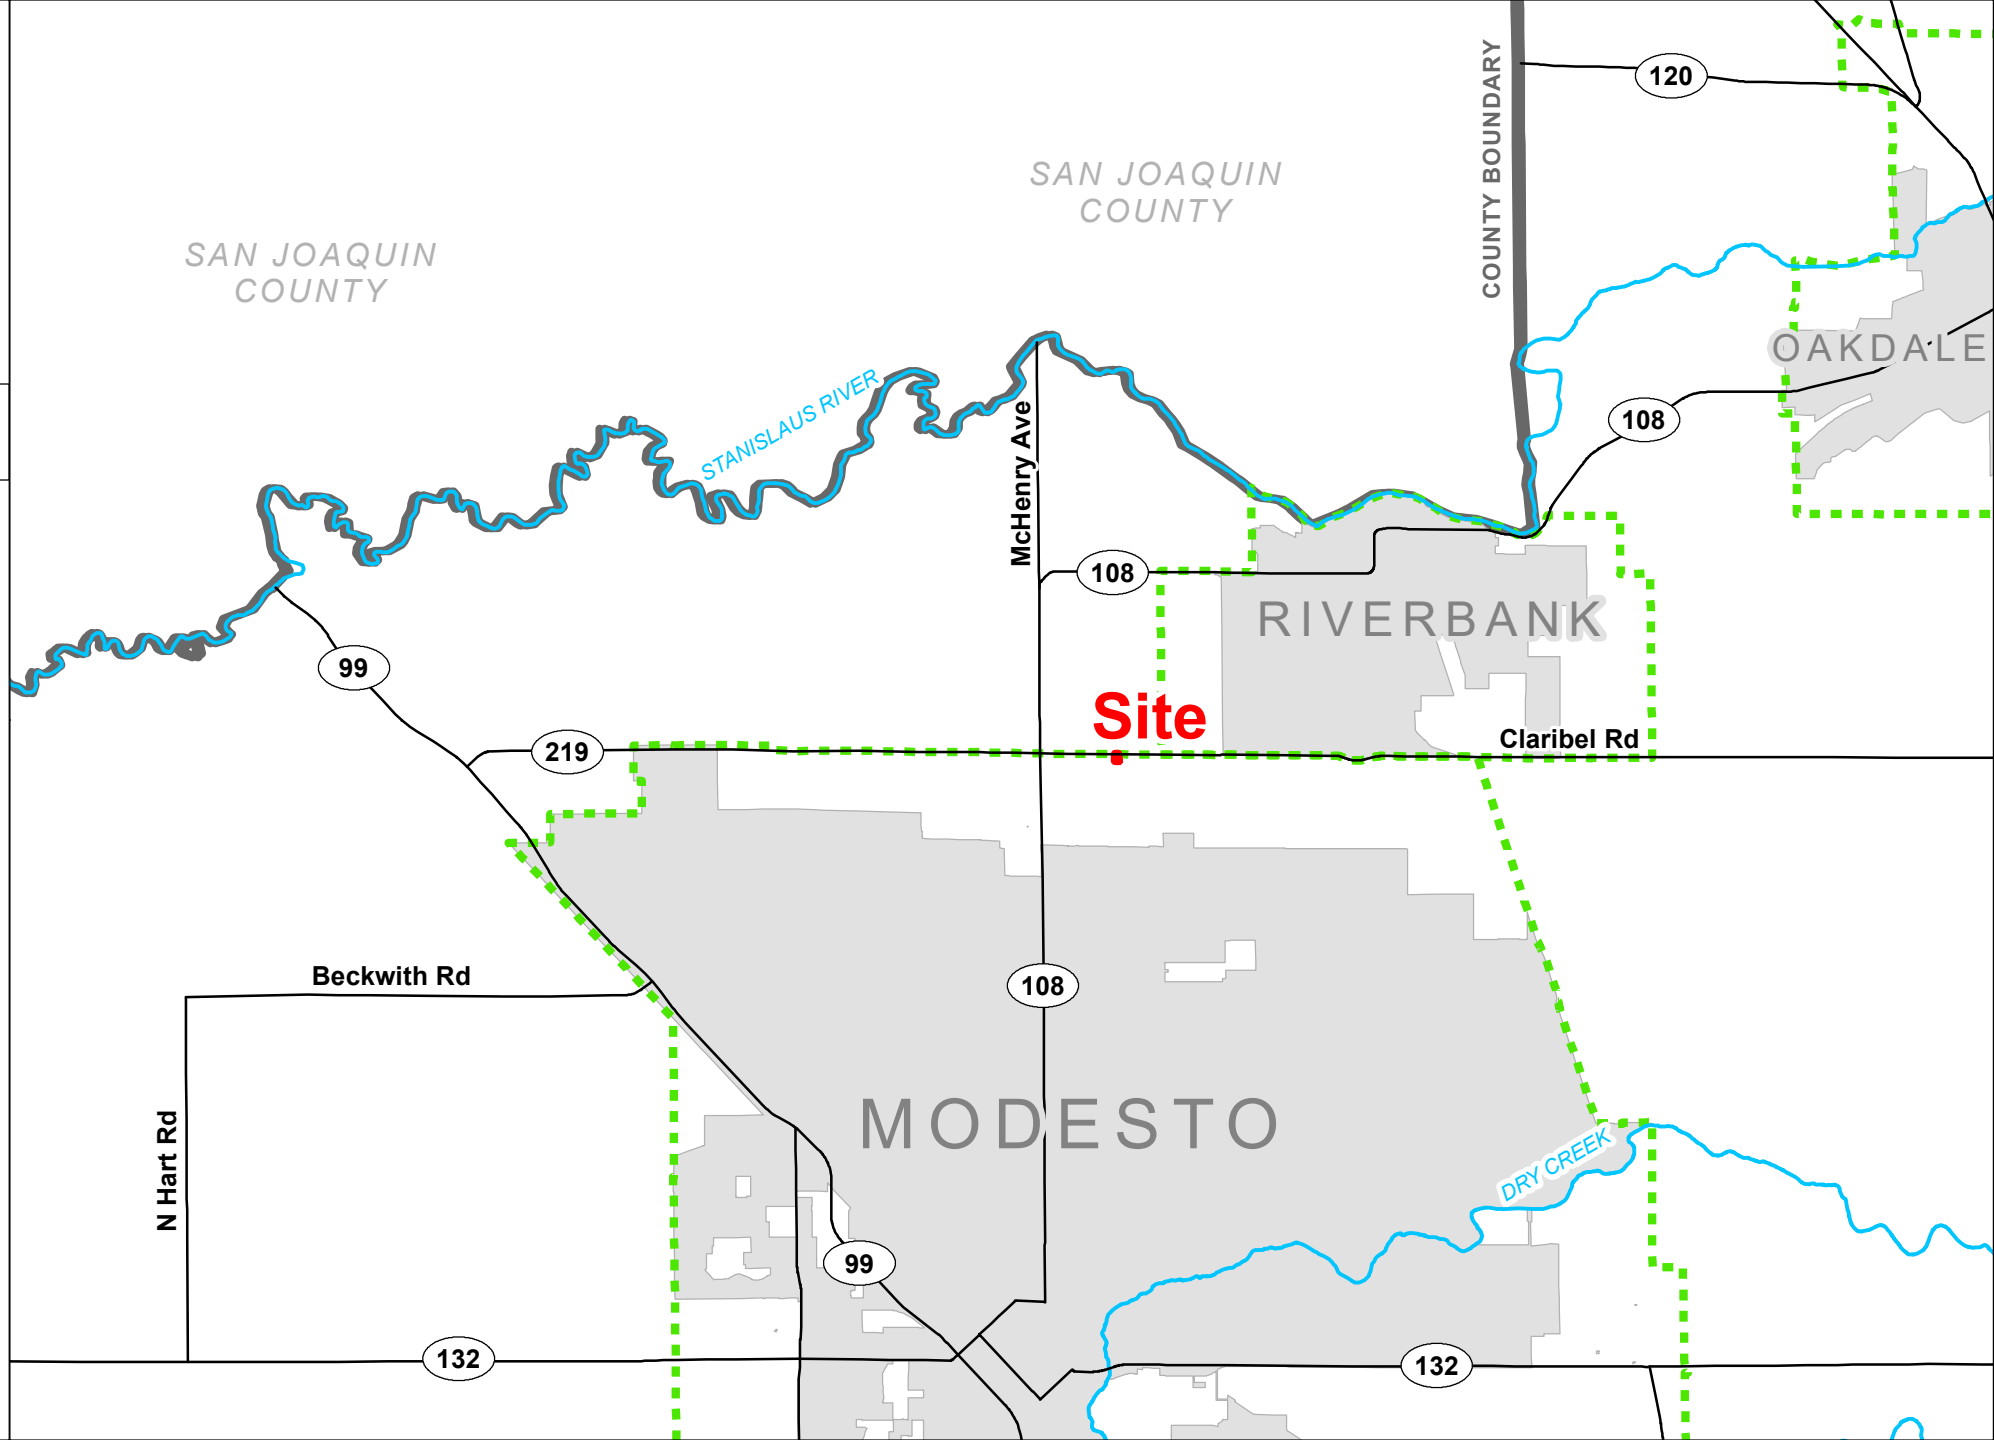 COUNTY BOUNDARY
120
SAN JOAQUIN
COUNTY
SAN JOAQUIN
COUNTY
OAKDALE
STANISLAUS RIVER
McHenry Ave
108
108
RIVERBANK
99
Site
219
Claribel Rd
Beckwith Rd
108
MODESTO
N Hart Rd
DRY CREEK
99
132
132